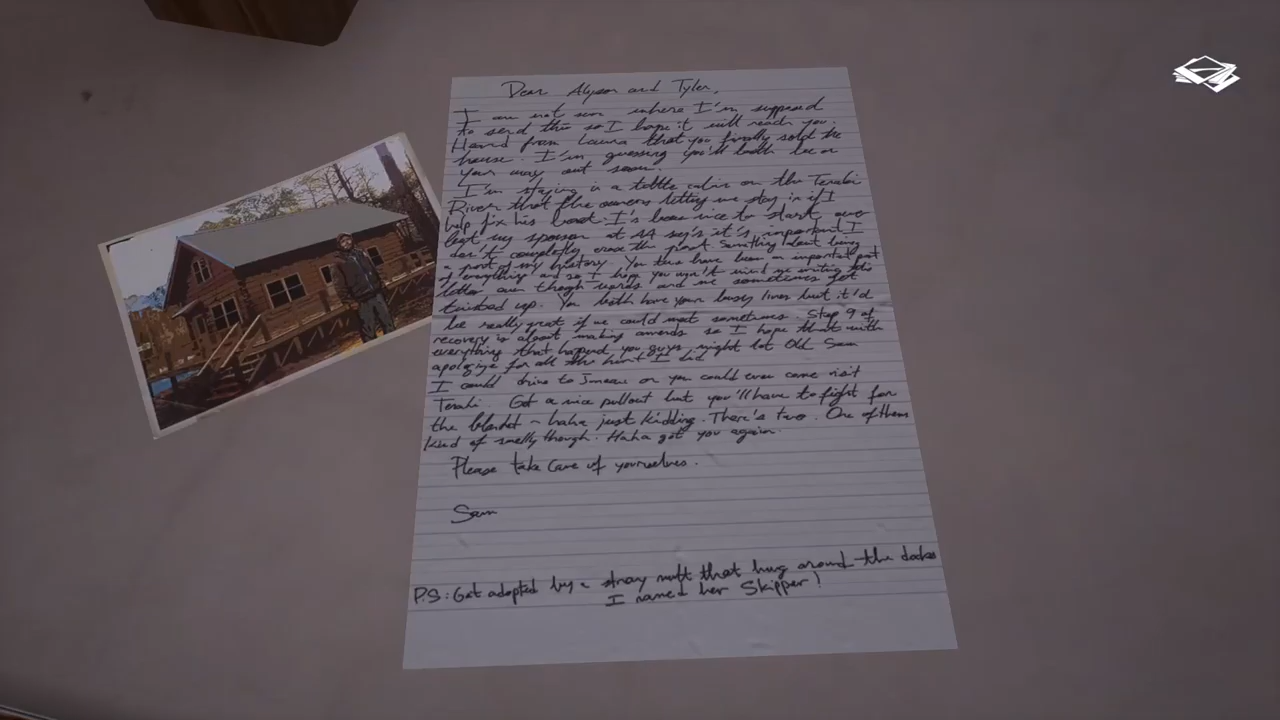 Dear Alyson and Tyler,
I am not sure where I'm supposed
to send this so I hope it will reach you.
Heard from that you finally sold the
house. I'm guessing you'll both be on
your way out soon.
I'm staying in a little cabin on the
River that the owners letting me stay in if I
help fix his boat. It's been nice to start over
but my sponsor at AA say's it's important I
don't completely erase the past. Something about being
a part of my history. You two have been an important part
of everything and so I hope you won't mind me writing this
letter even though words and me sometimes get
twisted up. You both have your busy lives but it'd
be really great if we could meet sometimes. Step 9 of
recovery is about making amends so I hope that with
everything that happend you guys might let Old Sam
apologize for all the hurt I did.
I could drive to Juneau or you could even come visit
Got a nice pullout but you'll have to fight for
the blanket - haha just kidding. There's two. One of them
kind of smelly though. Haha got you again.
Please take care of yourselves.
Sam
P.S: Got adopted by a stray mutt that hung around the docks
I named her Skipper!